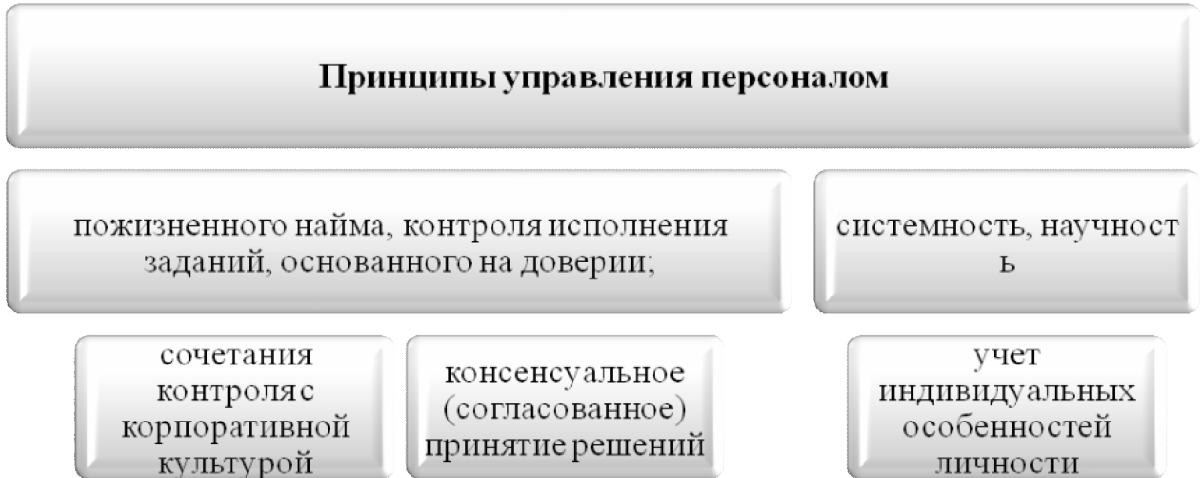 Принципы управления персоналом
пожизненного найма, контроля исполнения
заданий, основанного на доверии;
системность, научност
ь
сочетания
контроля с
корпоративной
культурой
консенсуальное
(согласованное)
принятие решений
учет
индивидуальных
особенностей
личности